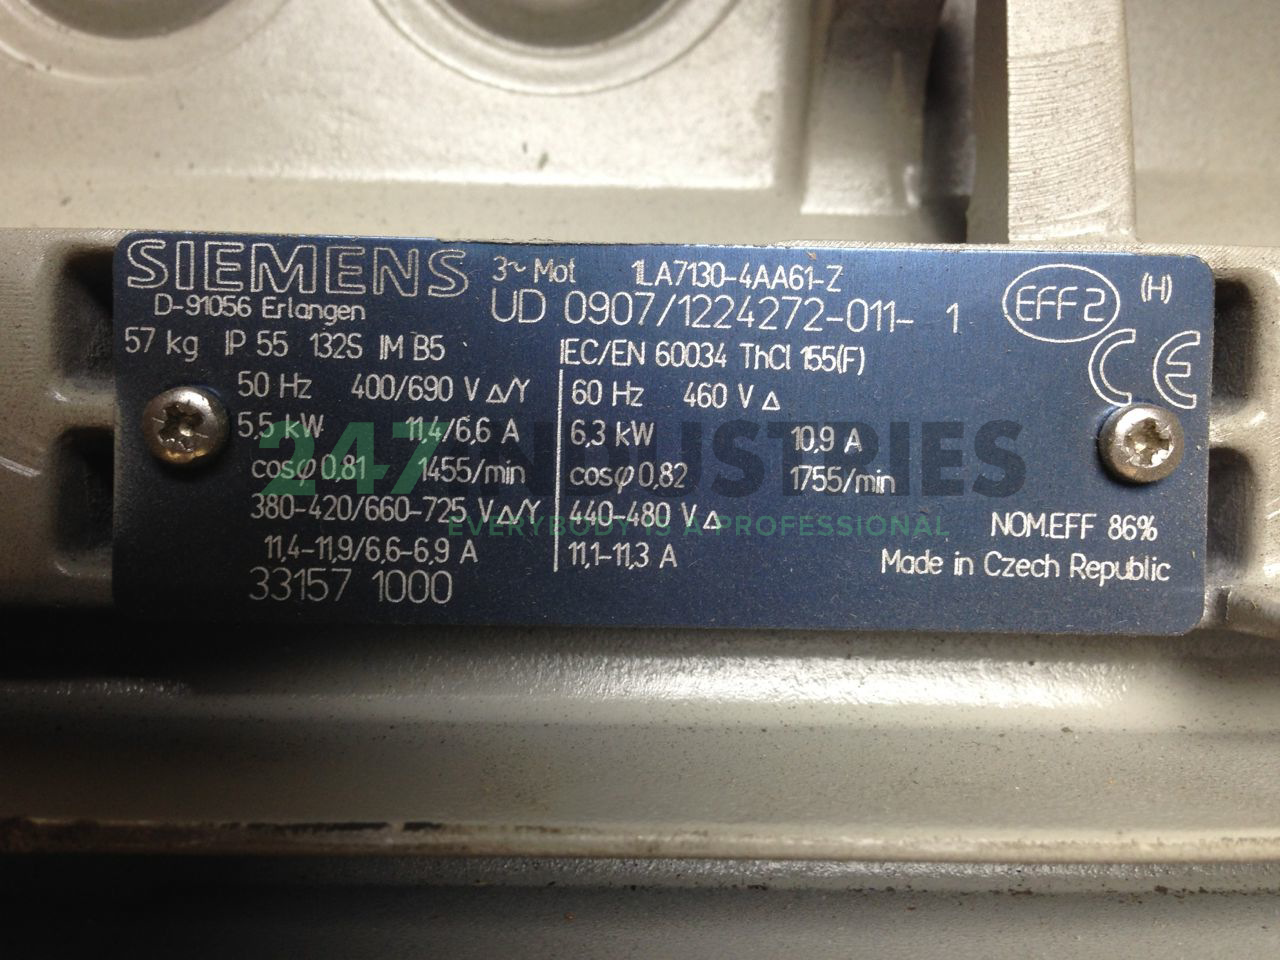 SIEMENS 3~ Mot 1LA7130-4AA61-Z EFF2 (H)
D-91056 Erlangen UD 0907/1224272-011- 1
57 kg IP 55 132S IM B5 IEC/EN 60034 ThCl 155(F) CE
50 Hz 400/690 V Δ/Y 60 Hz 460 V Δ
5,5 kW 11,4/6,6 A 6,3 kW 10,9 A
cosφ 0,81 1455/min cosφ 0,82 1755/min
380-420/660-725 VΔ/Y 440-480 V Δ
NOM.EFF 86%
11,4-11,9/6,6-6,9 A 11,1-11,3 A Made in Czech Republic
33157 1000
247 INDUSTRIES
EVERYBODY IS A PROFESSIONAL